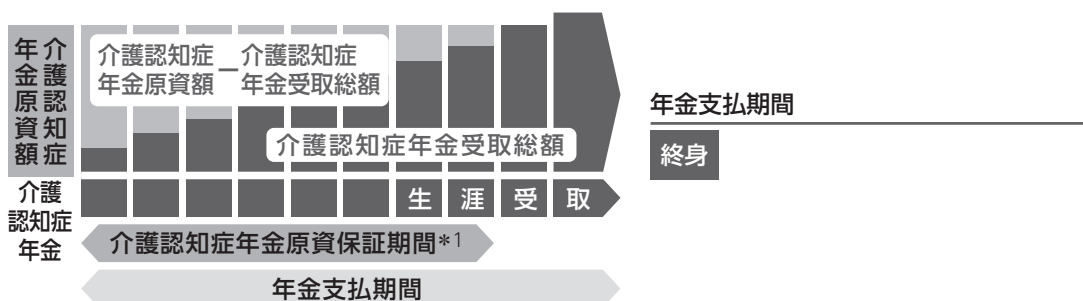 介護認知症
年金原資額
介護認知症
年金原資額
ー
介護認知症
年金受取総額
介護認知症年金受取総額
介護
認知症
年金
生涯受取
介護認知症年金原資保証期間*1
年金支払期間
年金支払期間
終身